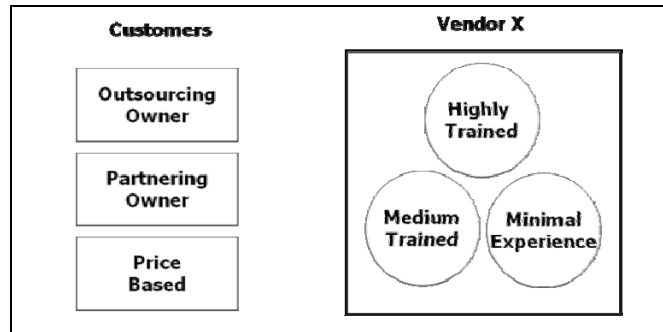 Customers
Outsourcing
Owner
Partnering
Owner
Price
Based
Vendor X
Highly
Trained
Medium
Trained
Minimal
Experience